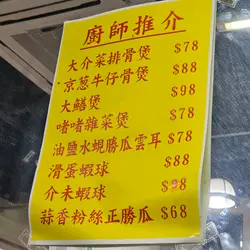 廚師推介
大介菜排骨煲 $78
京葱牛仔骨煲 $88
大鱔煲 $98
啫啫雜菜煲 $78
油鹽水蜆勝瓜雲耳 $78
滑蛋蝦球 $88
介未蝦球 $98
蒜香粉絲正勝瓜 $68